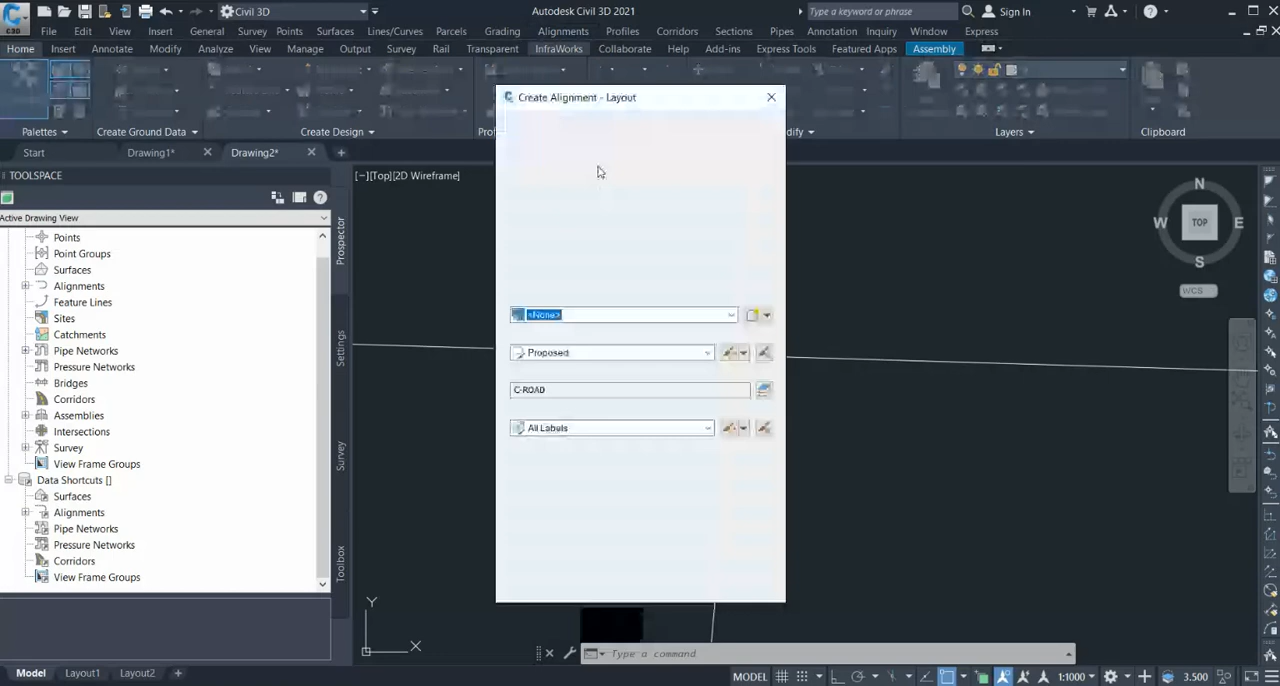 C3D
Civil 3D
Autodesk Civil 3D 2021
Type a keyword or phrase
Sign In
File Edit View Insert General Survey Points Surfaces Lines/Curves Parcels Grading Alignments Profiles Corridors Sections Pipes Annotation Inquiry Window Express
Home Insert Annotate Modify Analyze View Manage Output Survey Rail Transparent InfraWorks Collaborate Help Add-ins Express Tools Featured Apps Assembly
Palettes Create Ground Data Create Design Layers Clipboard
Start Drawing1* Drawing2*
Create Alignment - Layout
<None>
Proposed
C-ROAD
All Labels
TOOLSPACE
Active Drawing View
Points
Point Groups
Surfaces
Alignments
Feature Lines
Sites
Catchments
Pipe Networks
Pressure Networks
Bridges
Corridors
Assemblies
Intersections
Survey
View Frame Groups
Data Shortcuts []
Surfaces
Alignments
Pipe Networks
Pressure Networks
Corridors
View Frame Groups
Prospector
Settings
Survey
Toolbox
[−][Top][2D Wireframe]
N
W TOP E
S
WCS
Y
X
Type a command
Model Layout1 Layout2 +
MODEL 1:1000 3.500